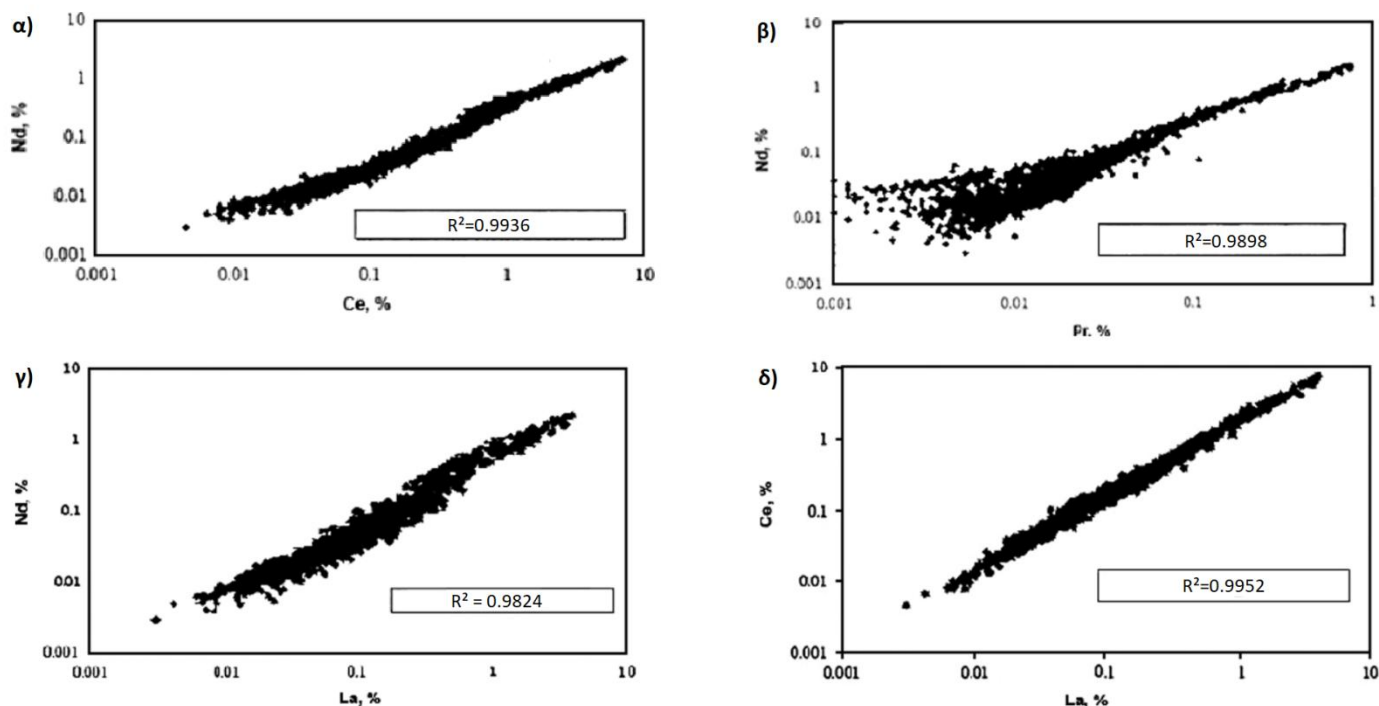 α)
10
1
0.1
0.01
0.001
Nd, %
R²=0.9936
0.001
0.01
0.1
1
10
Ce, %
β)
10
1
0.1
0.01
0.001
Nd, %
R²=0.9898
0.001
0.01
0.1
1
Pr. %
γ)
10
1
0.1
0.01
0.001
Nd, %
R² = 0.9824
0.001
0.01
0.1
1
10
La, %
δ)
10
1
0.1
0.01
0.001
Ce, %
R²=0.9952
0.001
0.01
0.1
1
10
La, %